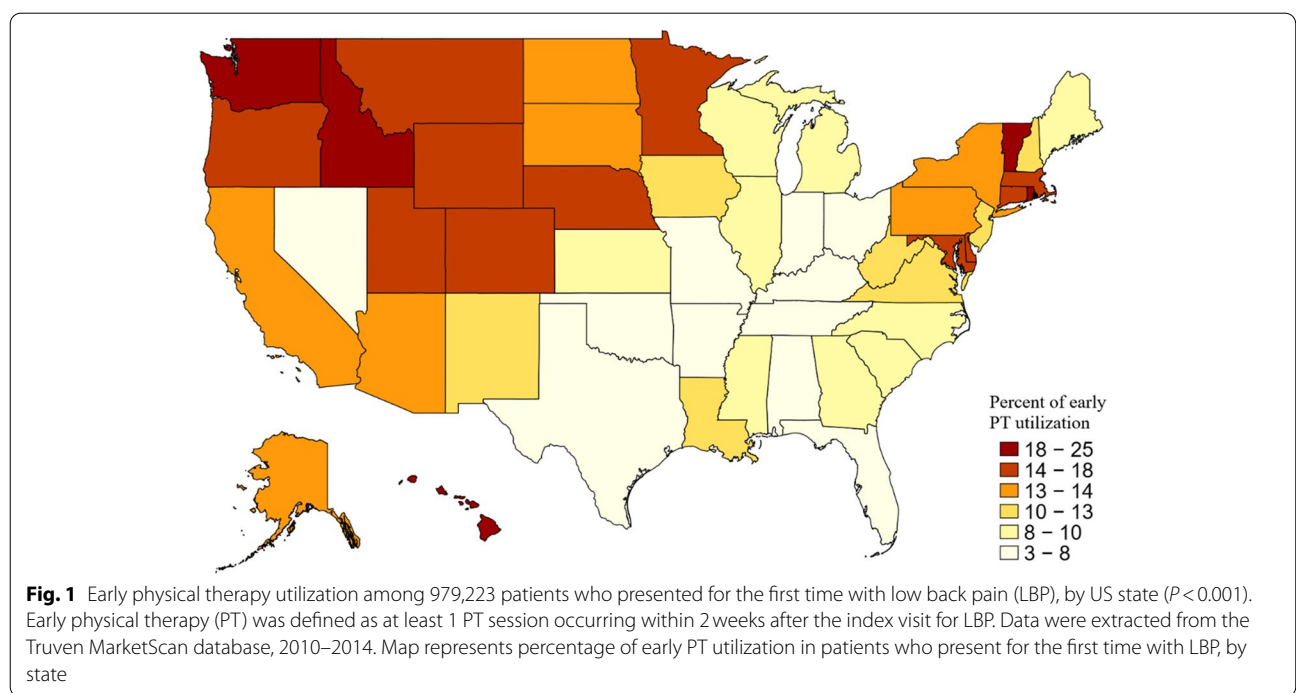 Percent of early
PT utilization
18 – 25
14 – 18
13 – 14
10 – 13
8 – 10
3 – 8
Fig. 1 Early physical therapy utilization among 979,223 patients who presented for the first time with low back pain (LBP), by US state (P < 0.001).
Early physical therapy (PT) was defined as at least 1 PT session occurring within 2 weeks after the index visit for LBP. Data were extracted from the
Truven MarketScan database, 2010–2014. Map represents percentage of early PT utilization in patients who present for the first time with LBP, by
state